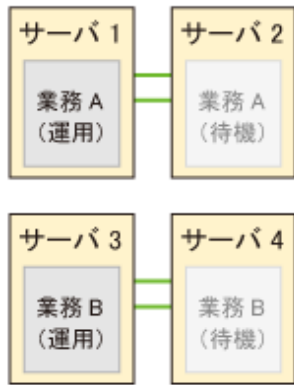 サーバ 1
業務 A
（運用）
サーバ 2
業務 A
（待機）
サーバ 3
業務 B
（運用）
サーバ 4
業務 B
（待機）